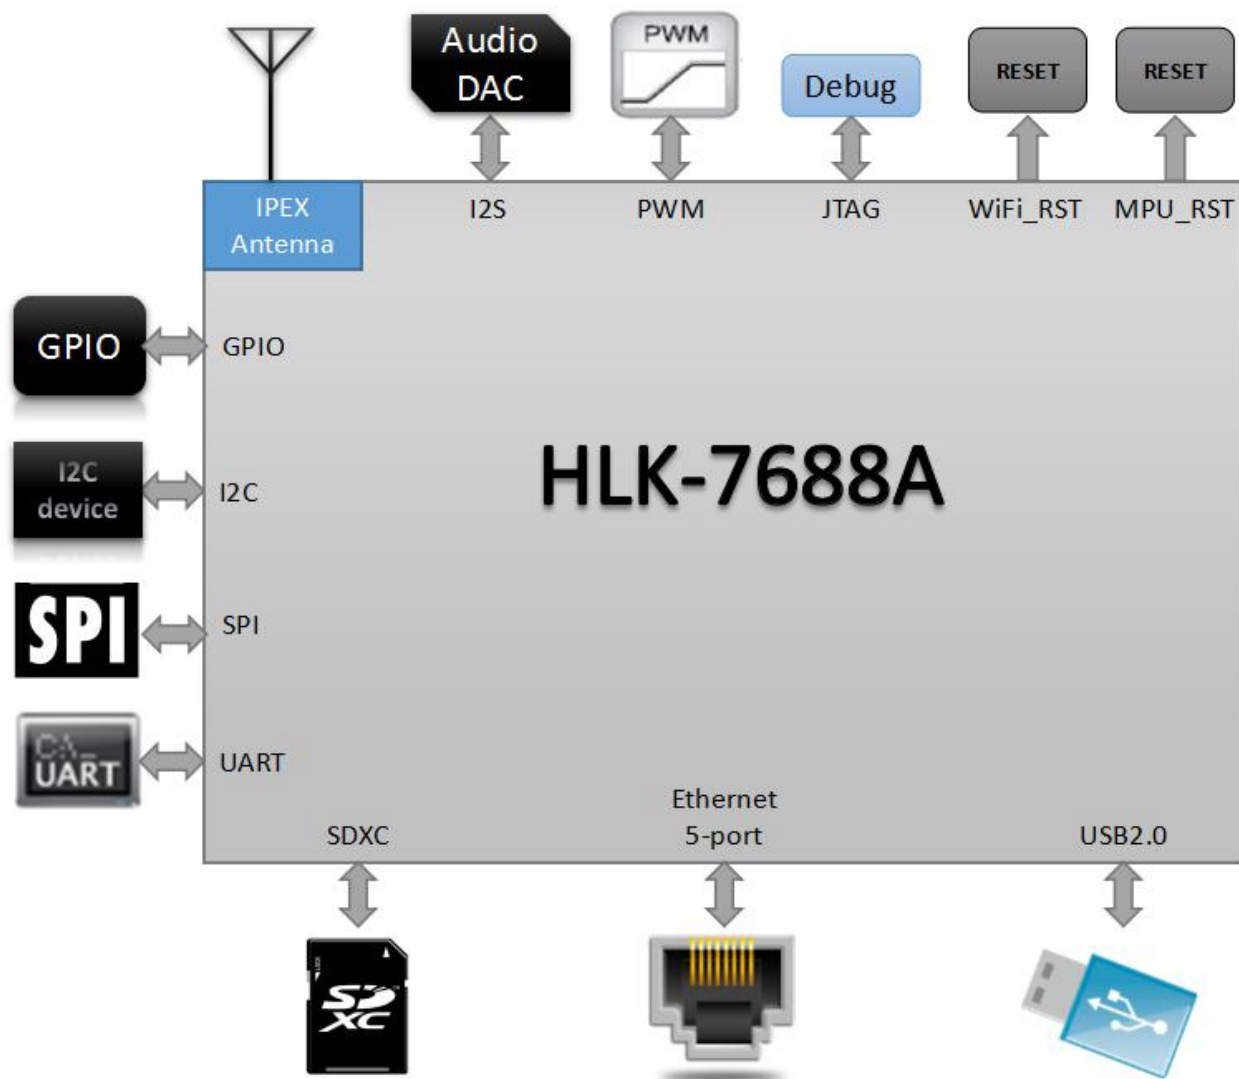 Audio
DAC
PWM
Debug
RESET
RESET
IPEX
Antenna
I2S
PWM
JTAG
WiFi_RST
MPU_RST
GPIO
GPIO
I2C
device
I2C
HLK-7688A
SPI
SPI
C:\_
UART
UART
SDXC
Ethernet
5-port
USB2.0
LOCK
SD
XC